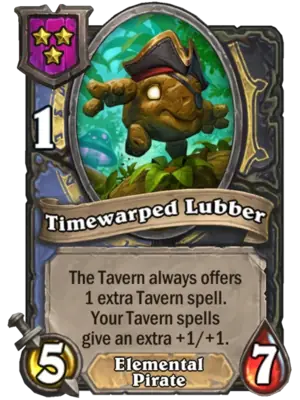 1
Timewarped Lubber
The Tavern always offers
1 extra Tavern spell.
Your Tavern spells
give an extra +1/+1.
5
Elemental
Pirate
7